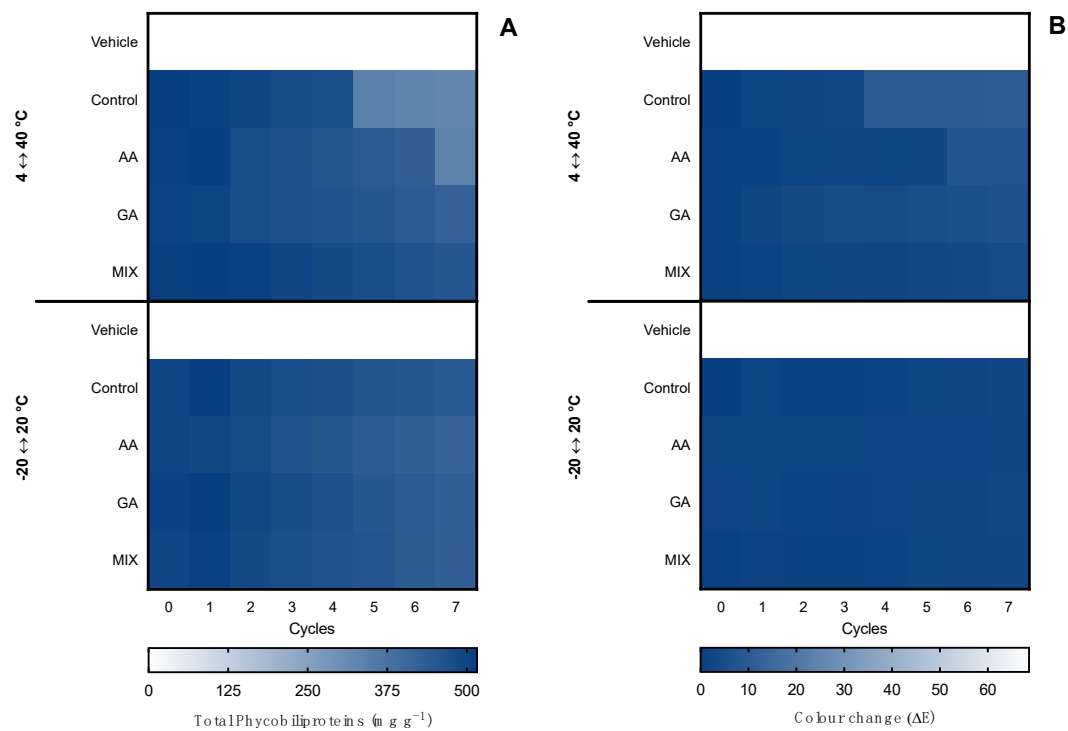 A
Vehicle
Control
AA
GA
MIX
4 ↔ 40 °C
Vehicle
Control
AA
GA
MIX
-20 ↔ 20 °C
0 1 2 3 4 5 6 7
Cycles
0 125 250 375 500
Total Phycobiliproteins (mg g⁻¹)
B
Vehicle
Control
AA
GA
MIX
4 ↔ 40 °C
Vehicle
Control
AA
GA
MIX
-20 ↔ 20 °C
0 1 2 3 4 5 6 7
Cycles
0 10 20 30 40 50 60
Colour change (ΔE)